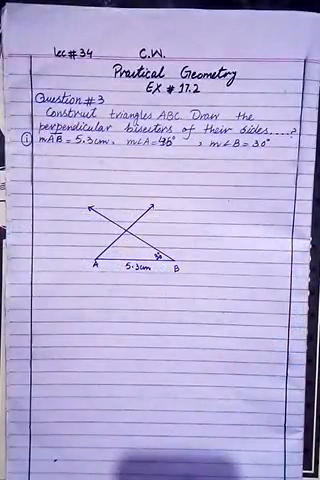 Lec # 34 C.W.
Practical Geometry
EX # 17.2
Question # 3
Construct triangles ABC. Draw the
perpendicular bisectors of their sides.....?
(i) mAB = 5.3cm, m∠A = 45° , m∠B = 30°
30°
A 5.3cm B